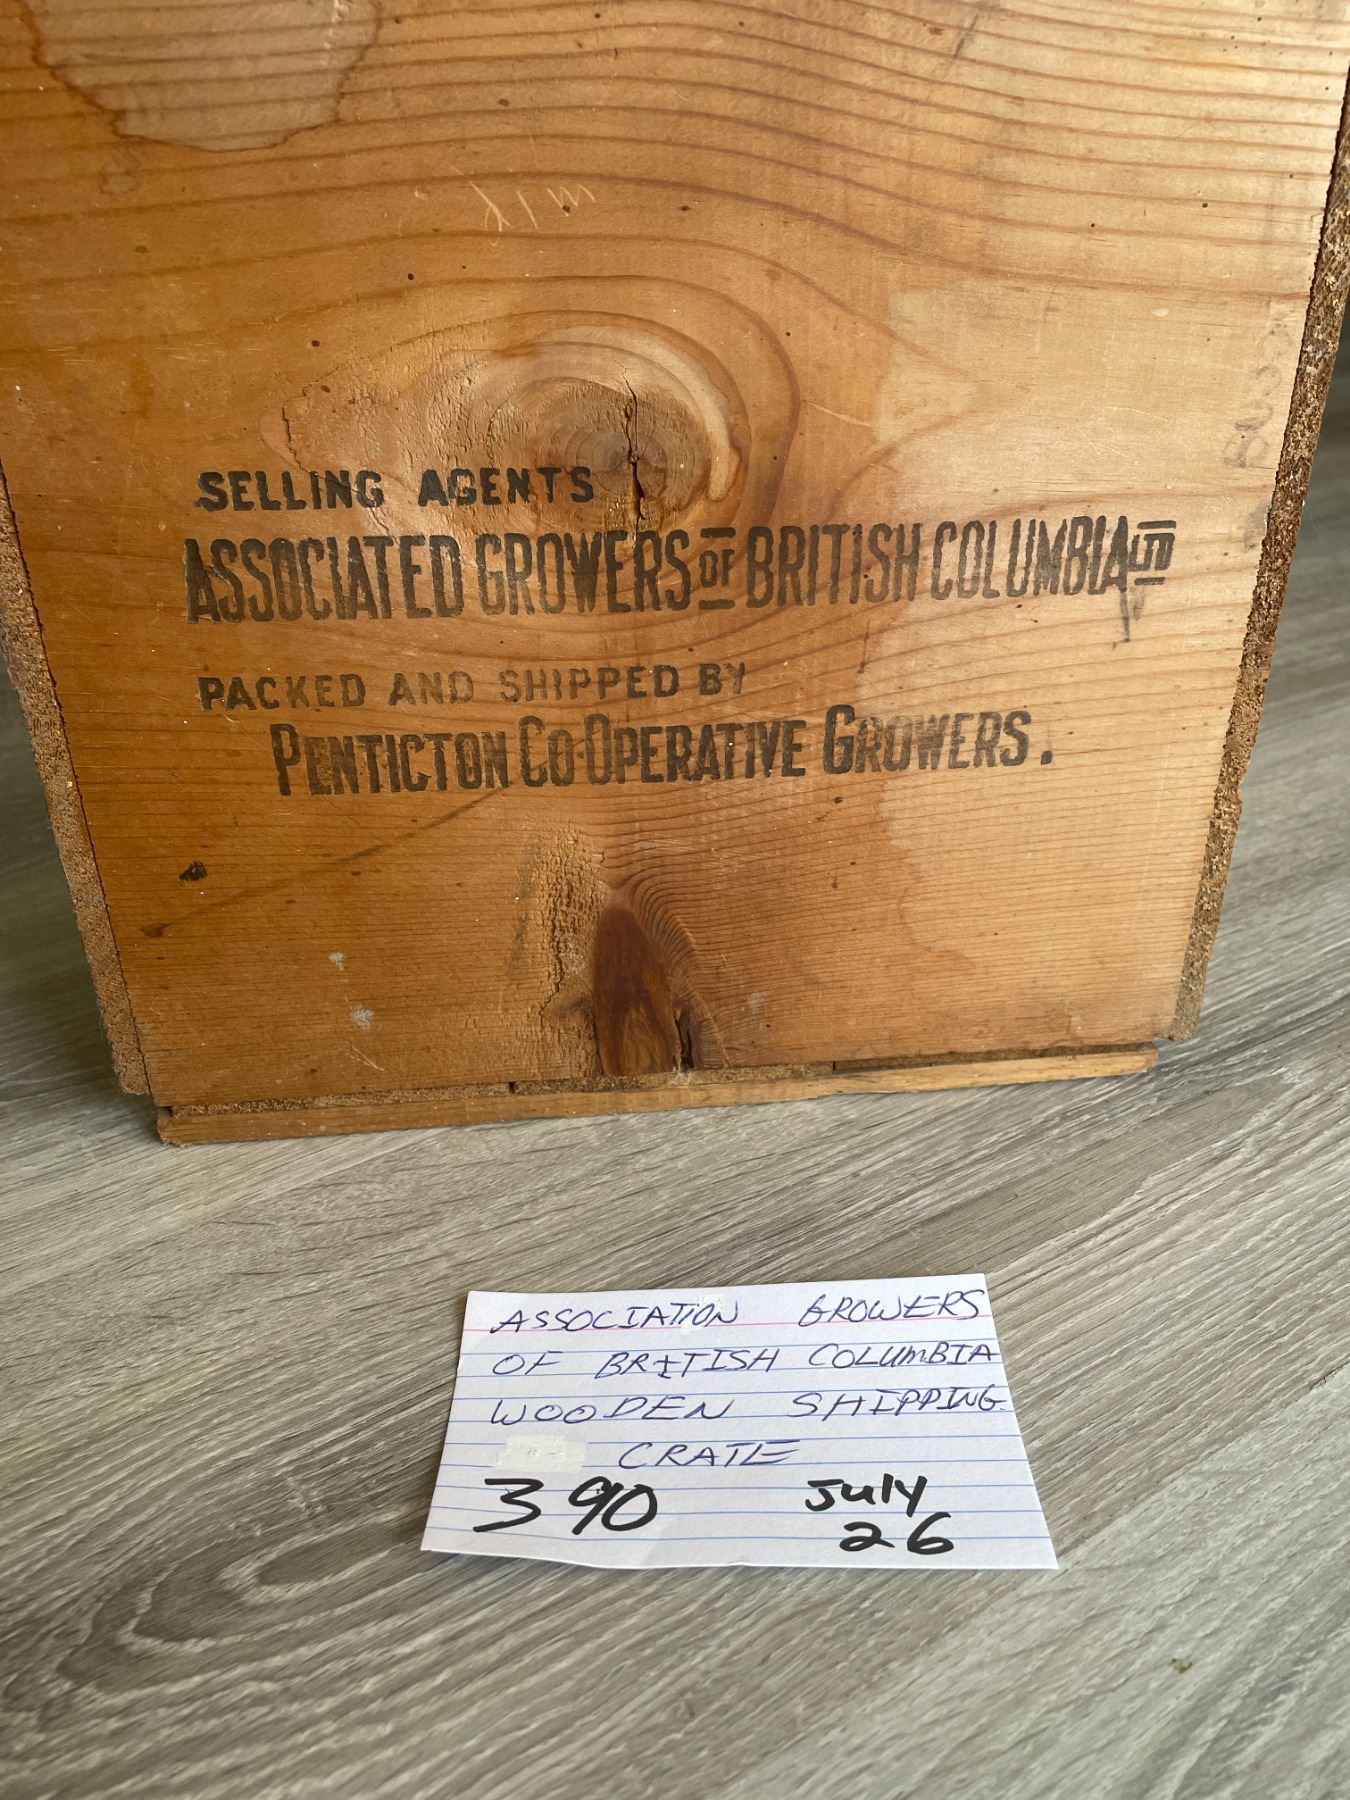 SELLING AGENTS
ASSOCIATED GROWERS OF BRITISH COLUMBIA LTD
PACKED AND SHIPPED BY
PENTICTON CO-OPERATIVE GROWERS.
ASSOCIATION GROWERS
OF BRITISH COLUMBIA
WOODEN SHIPPING
CRATE
390 July
26